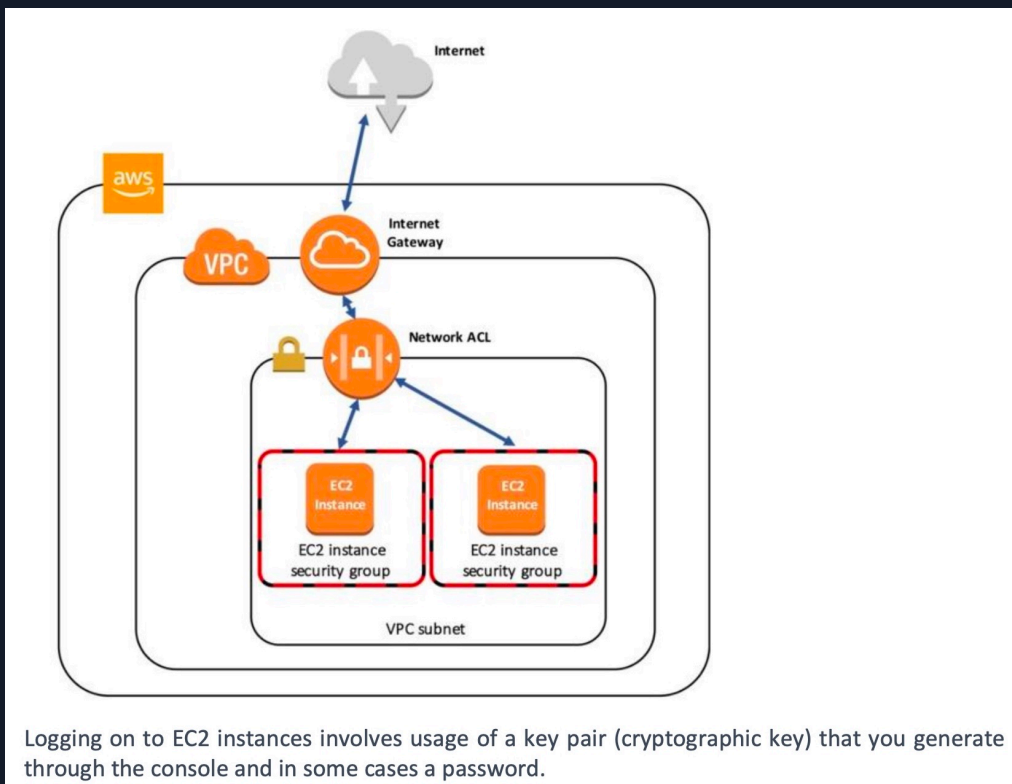 Internet
aws
Internet
Gateway
VPC
Network ACL
EC2
Instance
EC2 instance
security group
EC2
Instance
EC2 instance
security group
VPC subnet
Logging on to EC2 instances involves usage of a key pair (cryptographic key) that you generate
through the console and in some cases a password.